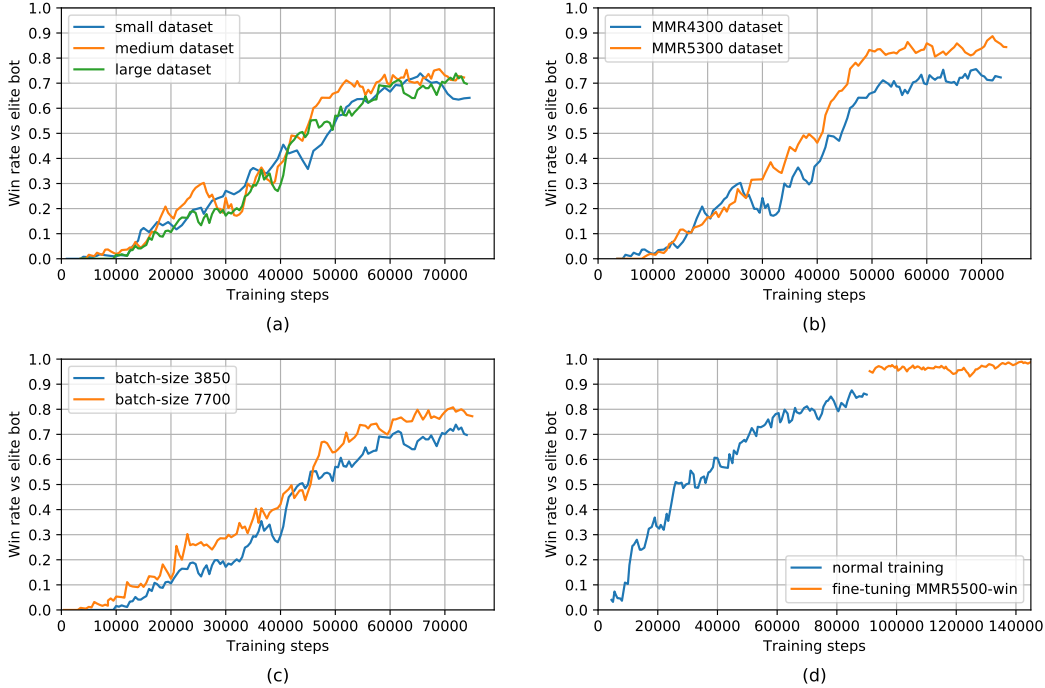 1.0
0.9
0.8
0.7
0.6
0.5
0.4
0.3
0.2
0.1
0.0
Win rate vs elite bot
small dataset
medium dataset
large dataset
0 10000 20000 30000 40000 50000 60000 70000
Training steps
(a)
1.0
0.9
0.8
0.7
0.6
0.5
0.4
0.3
0.2
0.1
0.0
Win rate vs elite bot
MMR4300 dataset
MMR5300 dataset
0 10000 20000 30000 40000 50000 60000 70000
Training steps
(b)
1.0
0.9
0.8
0.7
0.6
0.5
0.4
0.3
0.2
0.1
0.0
Win rate vs elite bot
batch-size 3850
batch-size 7700
0 10000 20000 30000 40000 50000 60000 70000
Training steps
(c)
1.0
0.9
0.8
0.7
0.6
0.5
0.4
0.3
0.2
0.1
0.0
Win rate vs elite bot
normal training
fine-tuning MMR5500-win
0 20000 40000 60000 80000 100000 120000 140000
Training steps
(d)